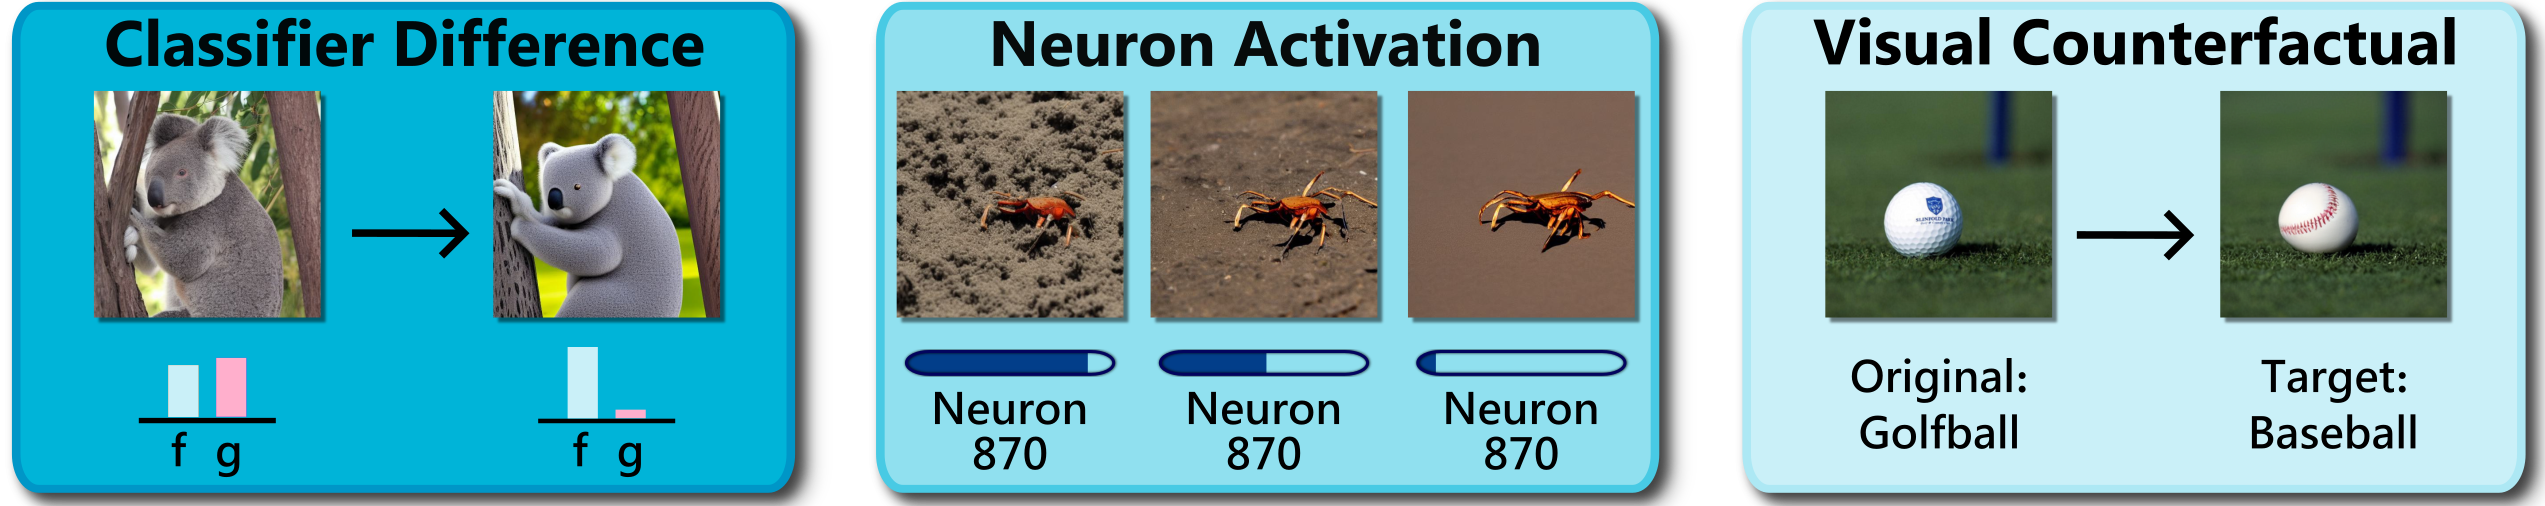 Classifier Difference
f g
f g
Neuron Activation
Neuron
870
Neuron
870
Neuron
870
Visual Counterfactual
Original:
Golfball
Target:
Baseball